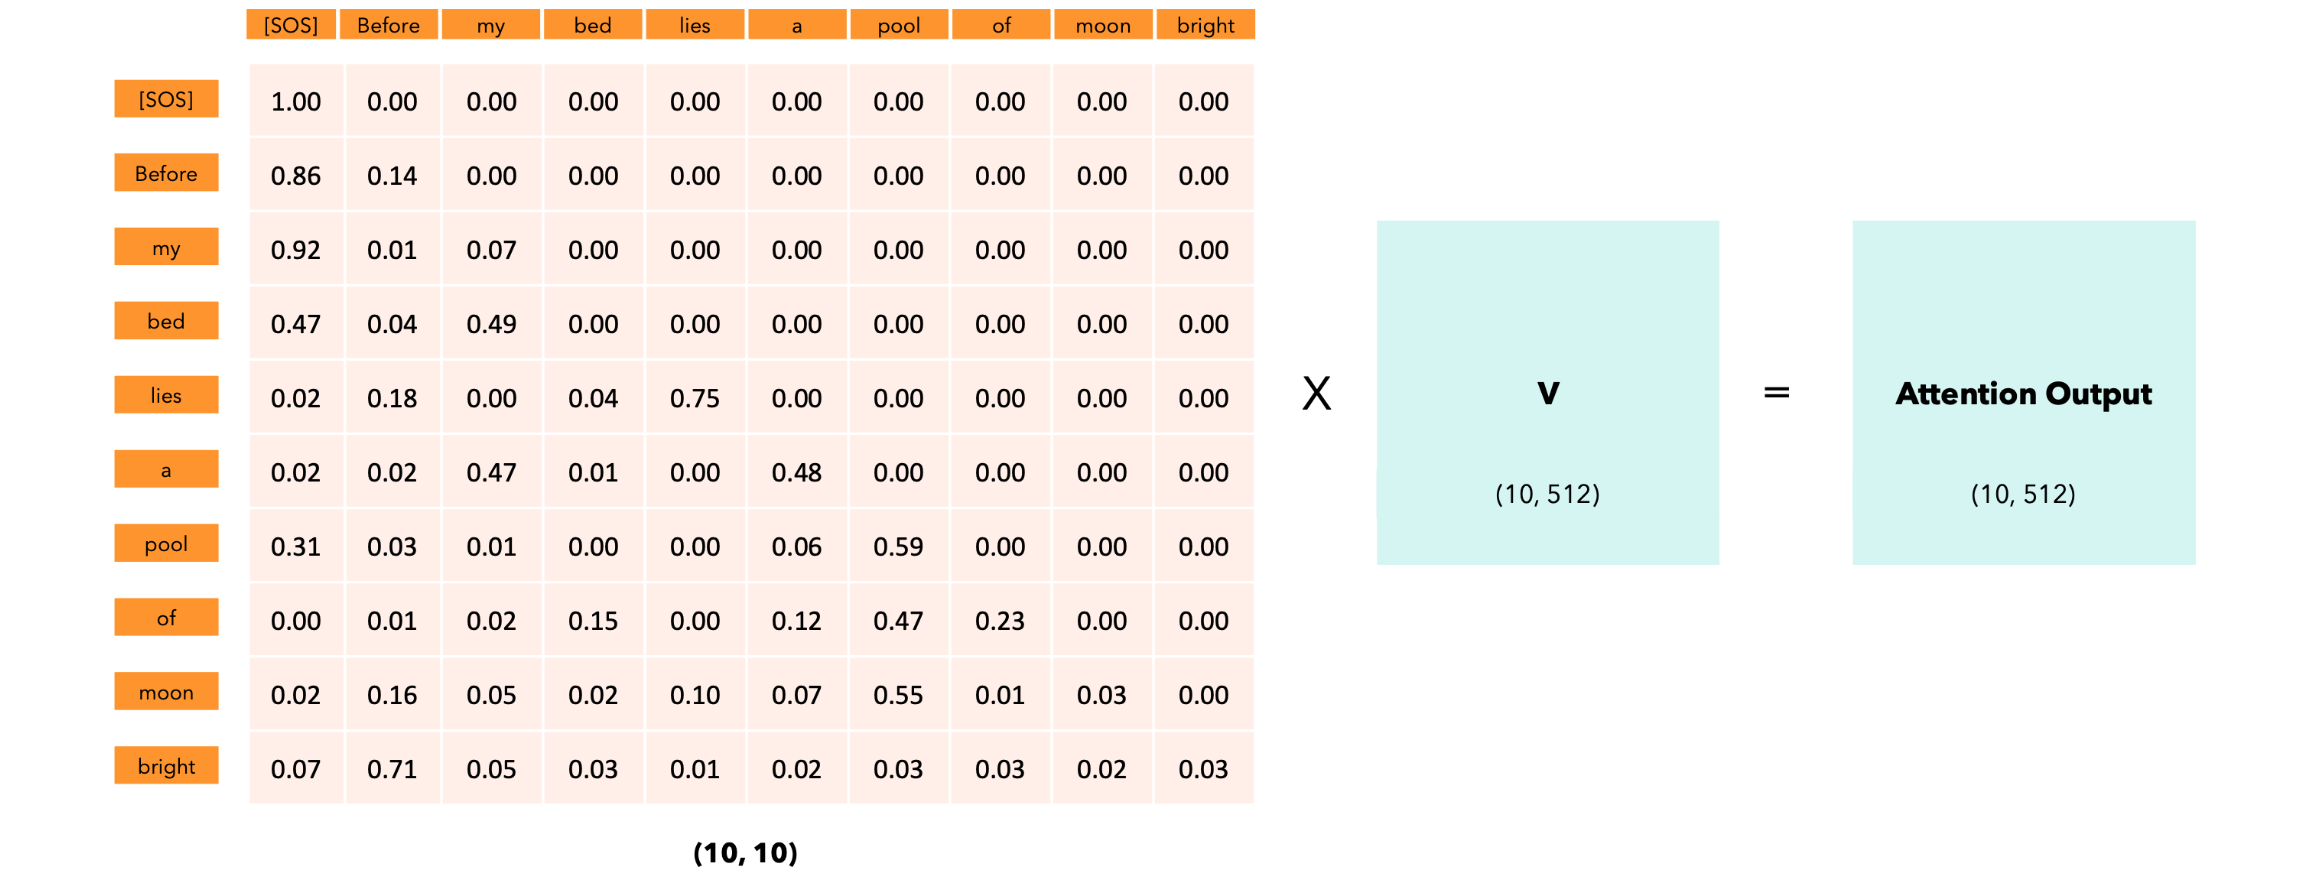 [SOS] Before my bed lies a pool of moon bright
[SOS] 1.00 0.00 0.00 0.00 0.00 0.00 0.00 0.00 0.00 0.00
Before 0.86 0.14 0.00 0.00 0.00 0.00 0.00 0.00 0.00 0.00
my 0.92 0.01 0.07 0.00 0.00 0.00 0.00 0.00 0.00 0.00
bed 0.47 0.04 0.49 0.00 0.00 0.00 0.00 0.00 0.00 0.00
lies 0.02 0.18 0.00 0.04 0.75 0.00 0.00 0.00 0.00 0.00
a 0.02 0.02 0.47 0.01 0.00 0.48 0.00 0.00 0.00 0.00
pool 0.31 0.03 0.01 0.00 0.00 0.06 0.59 0.00 0.00 0.00
of 0.00 0.01 0.02 0.15 0.00 0.12 0.47 0.23 0.00 0.00
moon 0.02 0.16 0.05 0.02 0.10 0.07 0.55 0.01 0.03 0.00
bright 0.07 0.71 0.05 0.03 0.01 0.02 0.03 0.03 0.02 0.03
(10, 10)
X
V
(10, 512)
=
Attention Output
(10, 512)